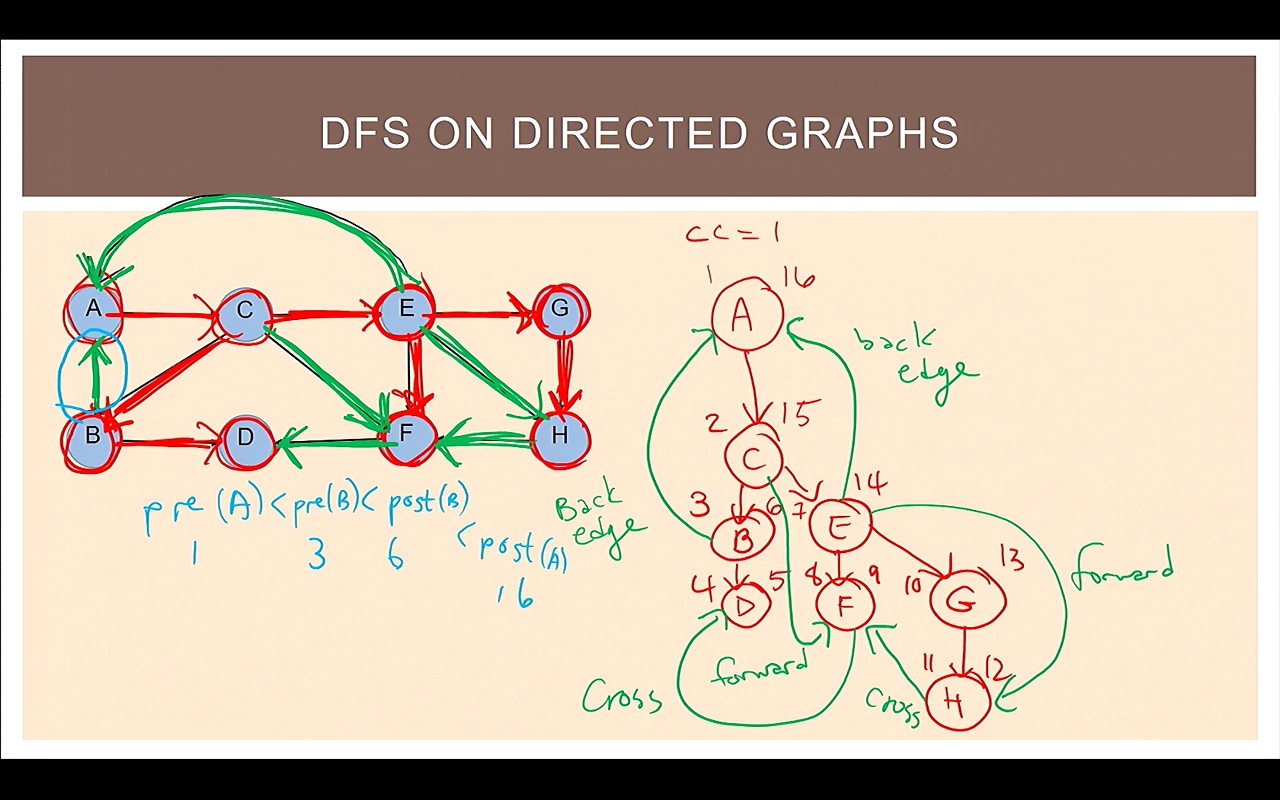 DFS ON DIRECTED GRAPHS
cc = 1
1 16
A
back
edge
A C E G
2 15
C
B D F H
3 6 7 14
B E
Back
edge
pre (A) < pre(B) < post(B)
< post(A)
1 3 6
16
4 5 8 9 10 13
D F G
forward
forward
11 12
Cross
Cross
H